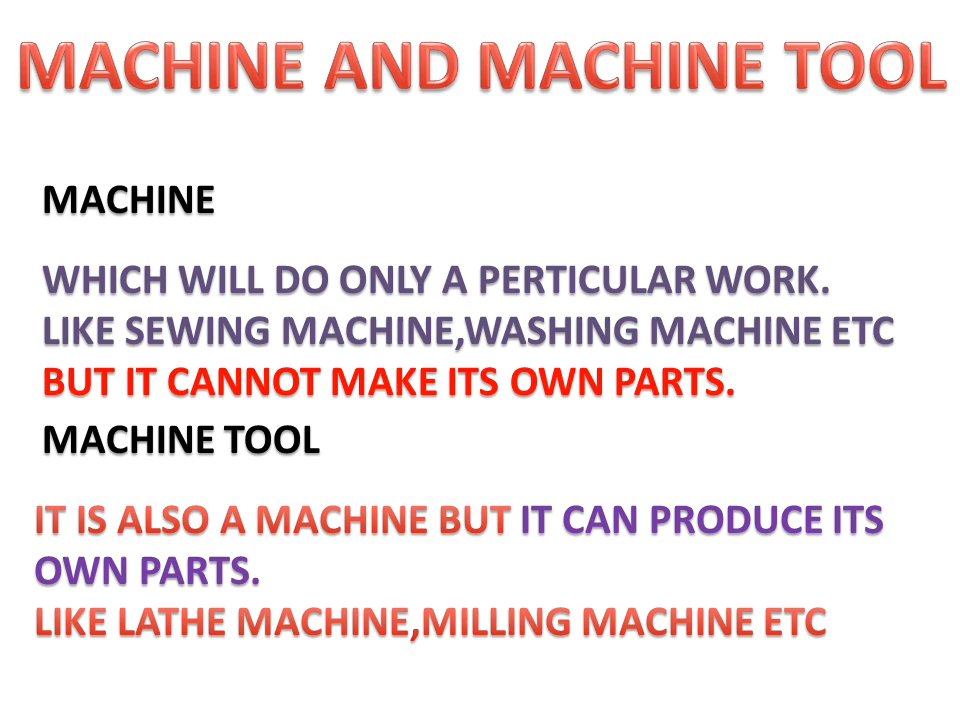 MACHINE AND MACHINE TOOL
MACHINE
WHICH WILL DO ONLY A PERTICULAR WORK.
LIKE SEWING MACHINE,WASHING MACHINE ETC
BUT IT CANNOT MAKE ITS OWN PARTS.
MACHINE TOOL
IT IS ALSO A MACHINE BUT IT CAN PRODUCE ITS
OWN PARTS.
LIKE LATHE MACHINE,MILLING MACHINE ETC